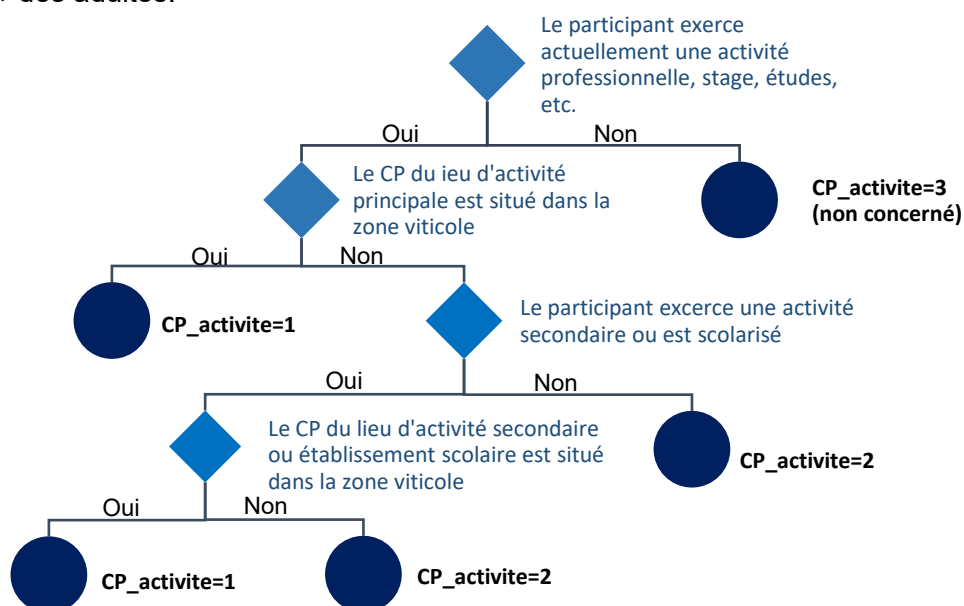 des adultes.
Le participant exerce
actuellement une activité
professionnelle, stage, études,
etc.
Oui
Non
Le CP du ieu d'activité
principale est situé dans la
zone viticole
CP_activite=3
(non concerné)
Oui
Non
CP_activite=1
Le participant excerce une activité
secondaire ou est scolarisé
Oui
Non
Le CP du lieu d'activité secondaire
ou établissement scolaire est situé
dans la zone viticole
CP_activite=2
Oui
Non
CP_activite=1
CP_activite=2